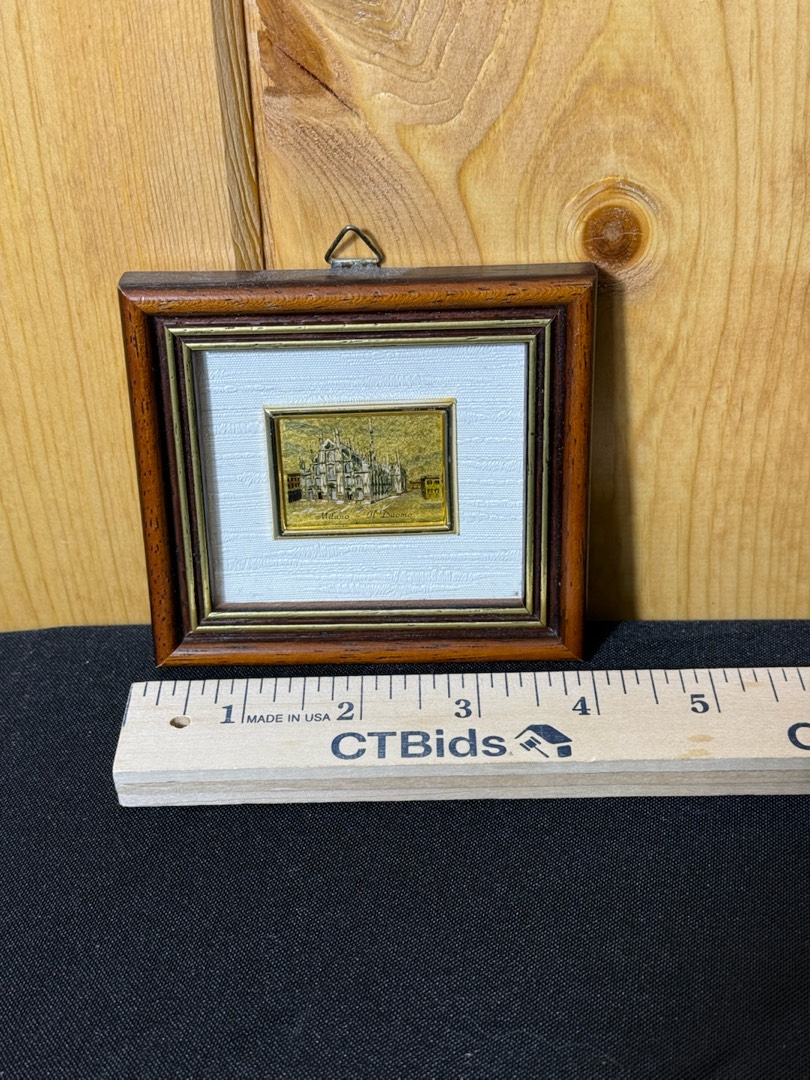 Milano - Il Duomo
1 MADE IN USA 2 3 4 5
CTBids